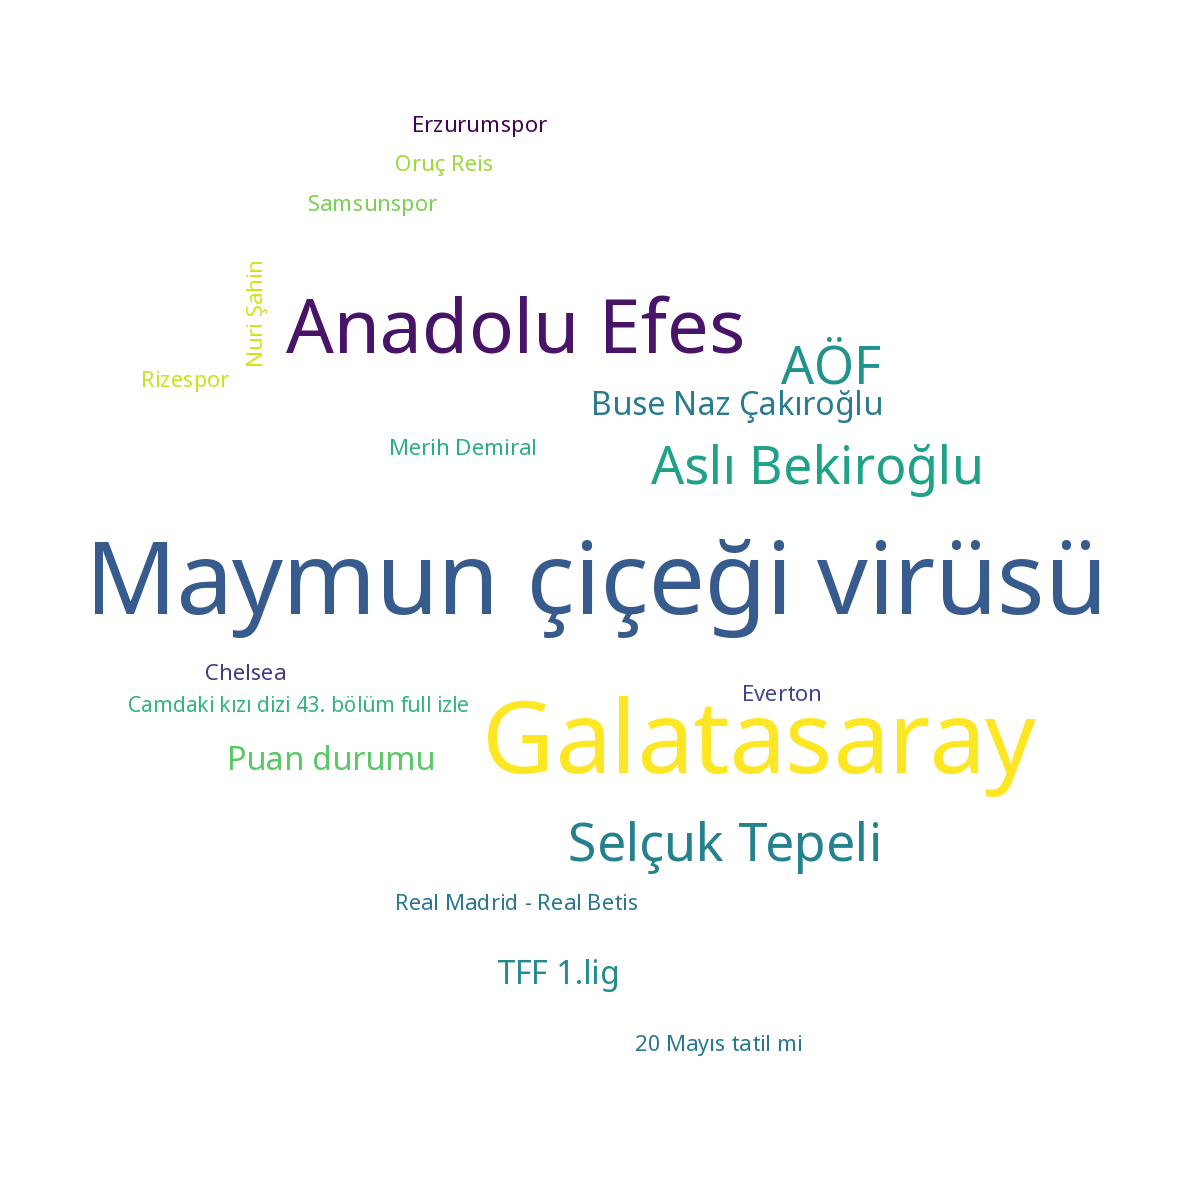 Erzurumspor
Oruç Reis
Samsunspor
Nuri Şahin
Anadolu Efes
AÖF
Rizespor
Buse Naz Çakıroğlu
Merih Demiral
Aslı Bekiroğlu
Maymun çiçeği virüsü
Chelsea
Everton
Camdaki kızı dizi 43. bölüm full izle
Galatasaray
Puan durumu
Selçuk Tepeli
Real Madrid - Real Betis
TFF 1.lig
20 Mayıs tatil mi